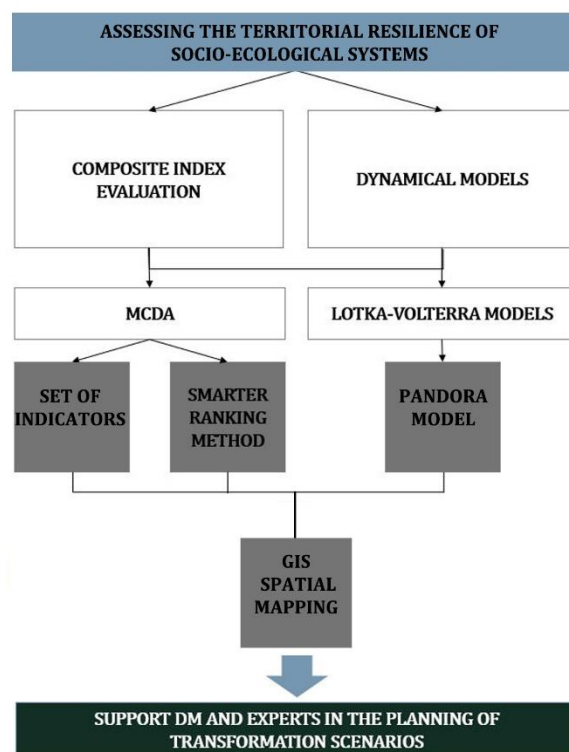 ASSESSING THE TERRITORIAL RESILIENCE OF
SOCIO-ECOLOGICAL SYSTEMS
COMPOSITE INDEX
EVALUATION
DYNAMICAL MODELS
MCDA
LOTKA-VOLTERRA MODELS
SET OF
INDICATORS
SMARTER
RANKING
METHOD
PANDORA
MODEL
GIS
SPATIAL
MAPPING
SUPPORT DM AND EXPERTS IN THE PLANNING OF
TRANSFORMATION SCENARIOS